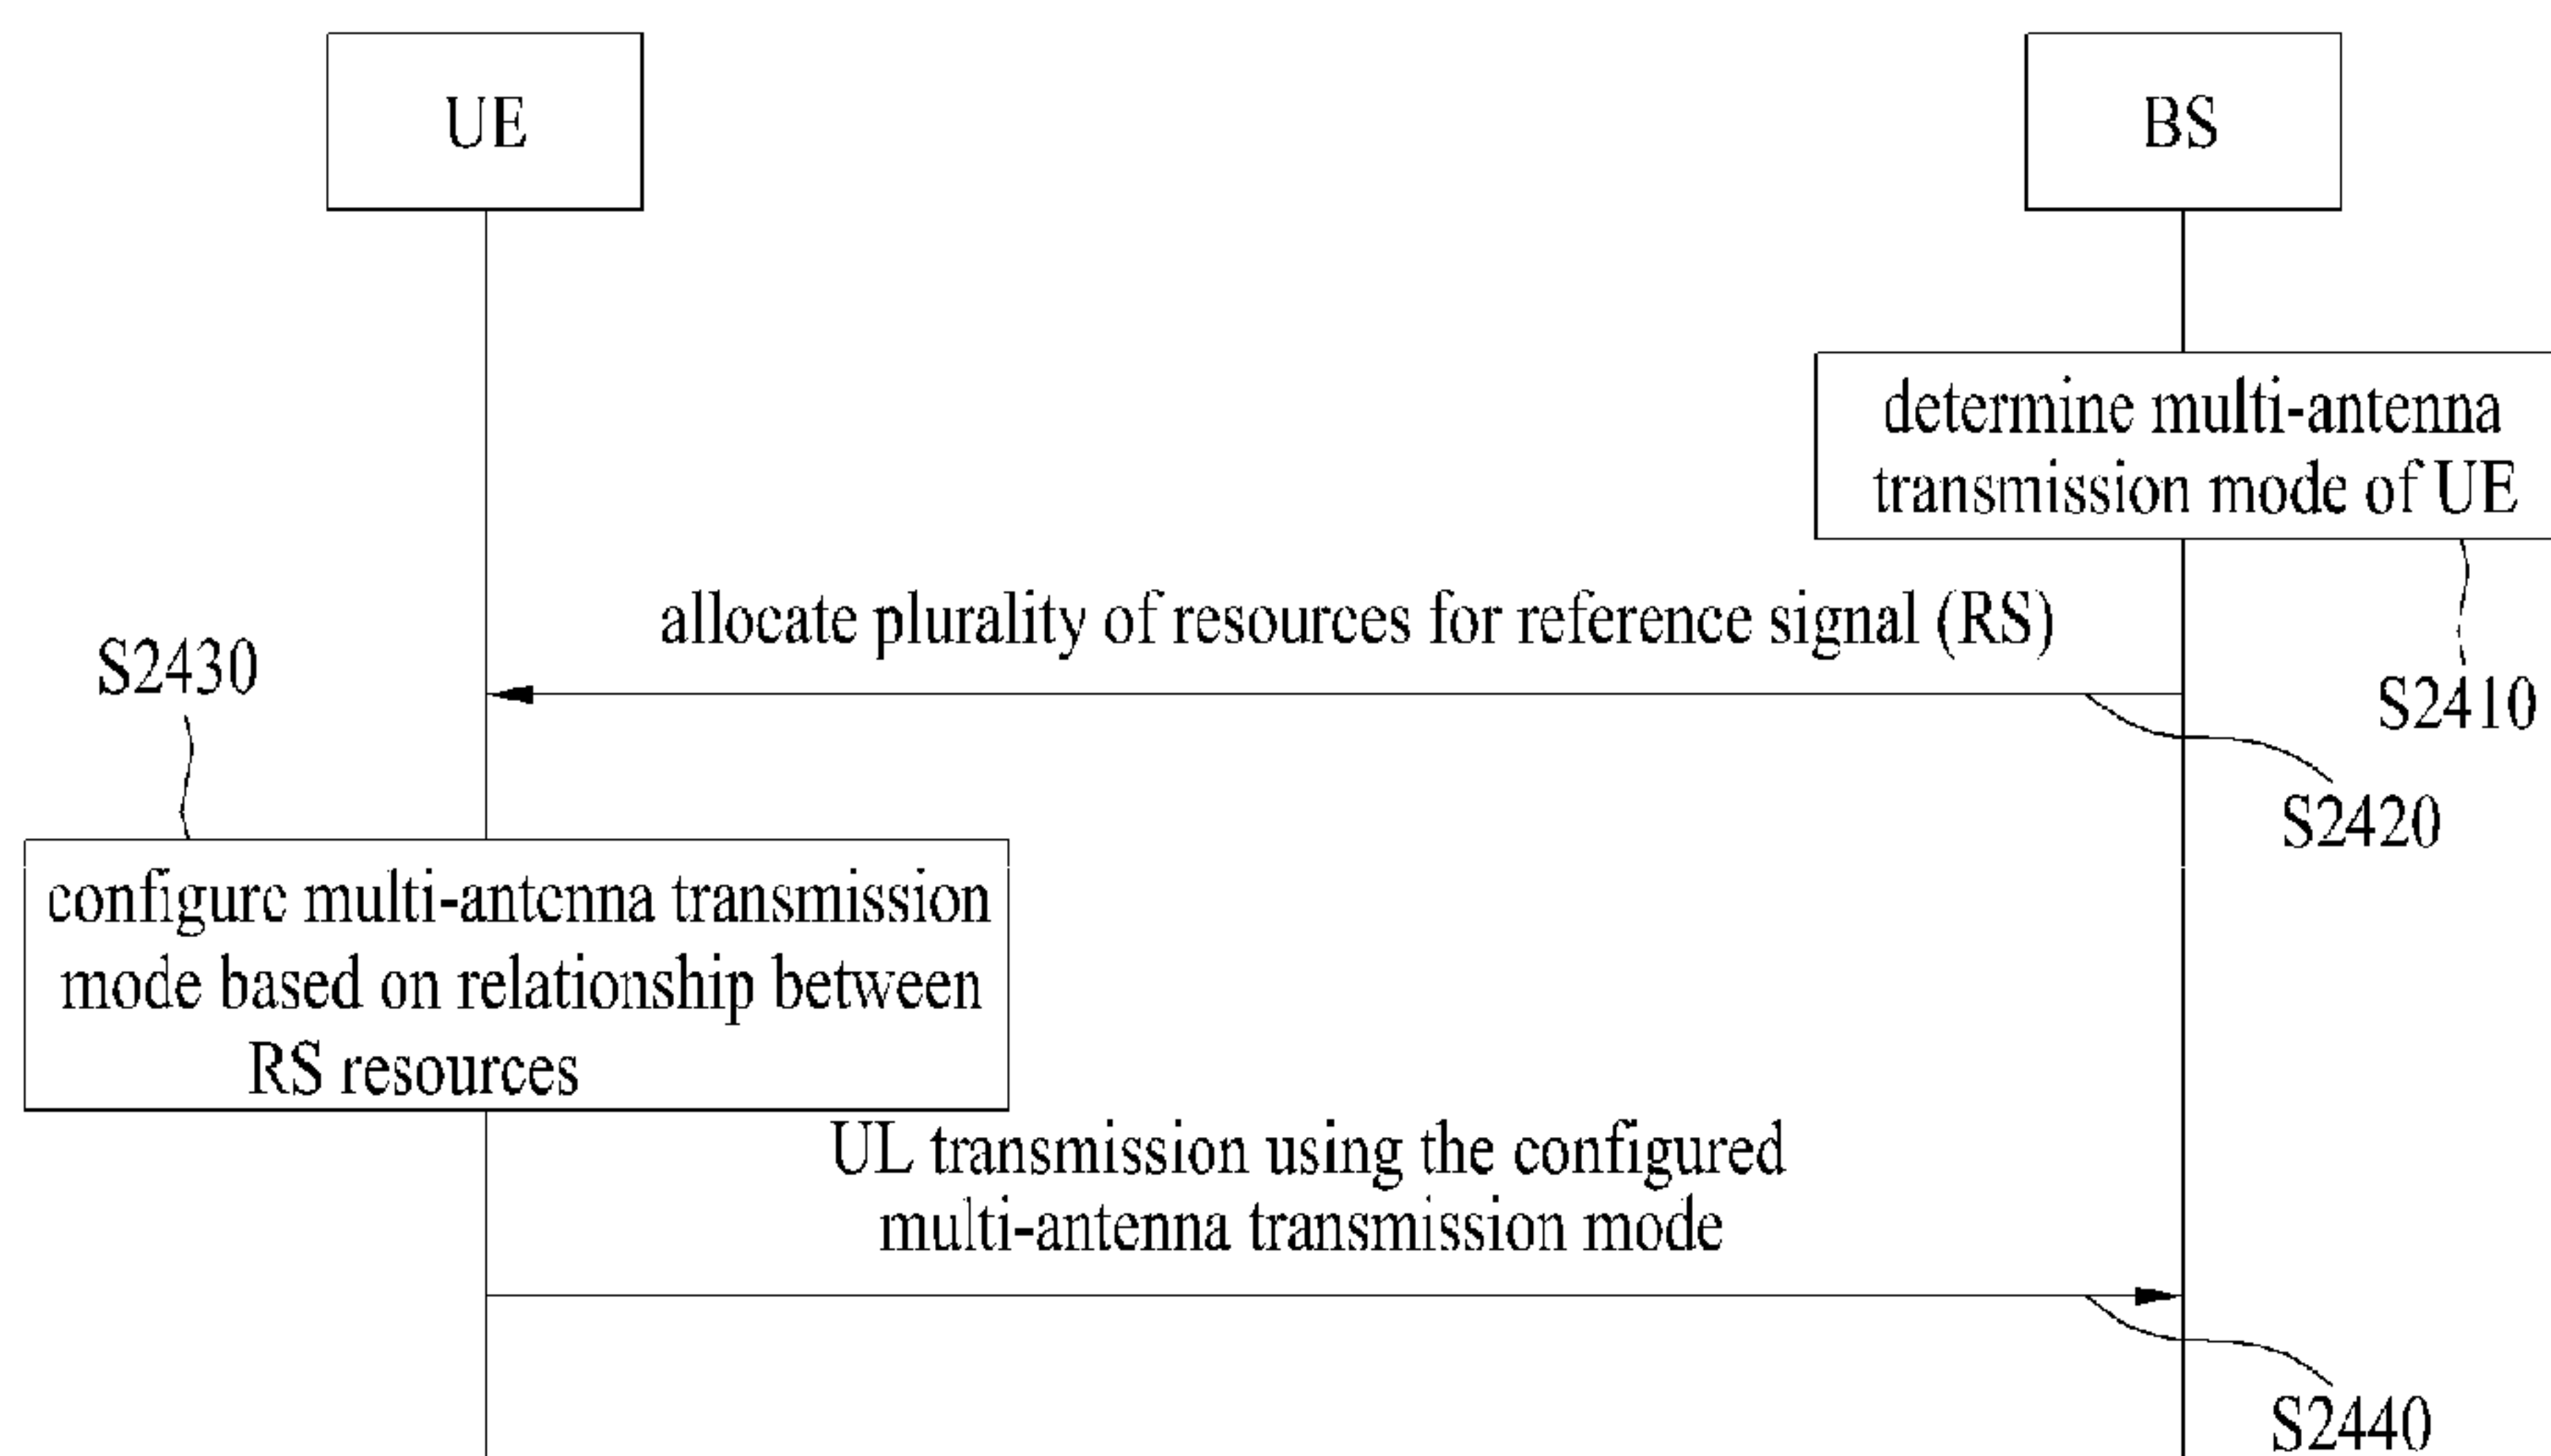 UE
BS
determine multi-antenna
transmission mode of UE
allocate plurality of resources for reference signal (RS)
S2430
S2410
S2420
configure multi-antenna transmission
mode based on relationship between
RS resources
UL transmission using the configured
multi-antenna transmission mode
S2440